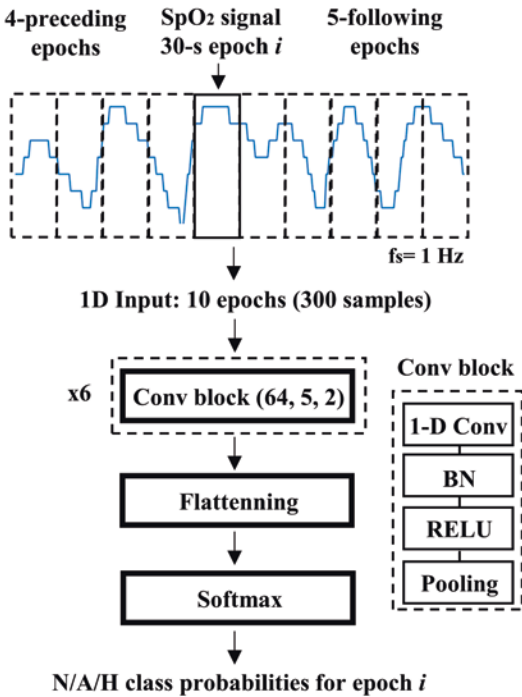 4-preceding
epochs
SpO₂ signal
30-s epoch i
5-following
epochs
fs= 1 Hz
1D Input: 10 epochs (300 samples)
x6
Conv block (64, 5, 2)
Flattenning
Softmax
N/A/H class probabilities for epoch i
Conv block
1-D Conv
BN
RELU
Pooling